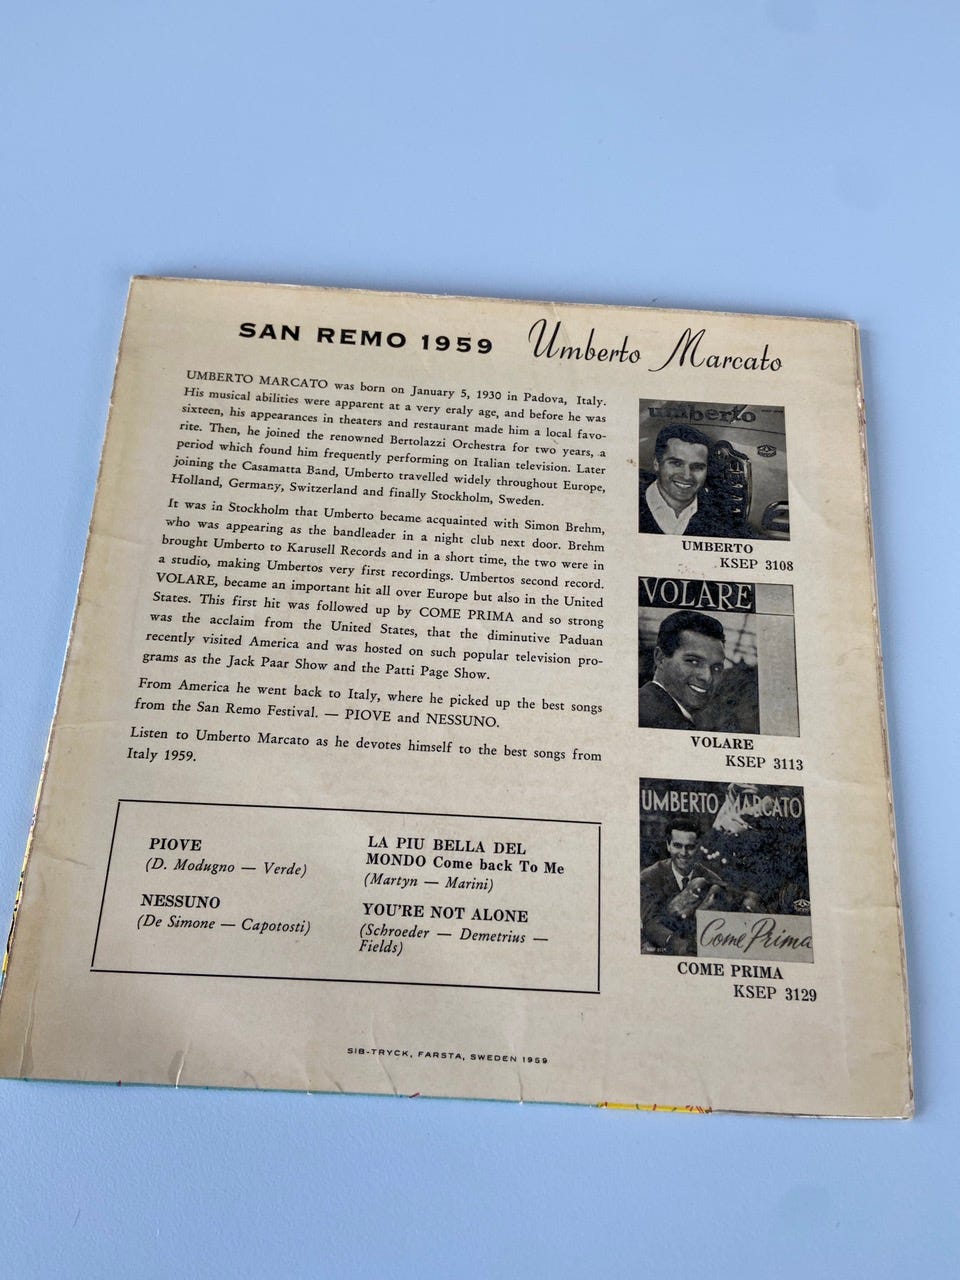 SAN REMO 1959 Umberto Marcato
UMBERTO MARCATO was born on January 5, 1930 in Padova, Italy.
His musical abilities were apparent at a very eraly age, and before he was
sixteen, his appearances in theaters and restaurant made him a local favo-
rite. Then, he joined the renowned Bertolazzi Orchestra for two years, a
period which found him frequently performing on Italian television. Later
joining the Casamatta Band, Umberto travelled widely throughout Europe,
Holland, Germany, Switzerland and finally Stockholm, Sweden.
It was in Stockholm that Umberto became acquainted with Simon Brehm,
who was appearing as the bandleader in a night club next door. Brehm
brought Umberto to Karusell Records and in a short time, the two were in
a studio, making Umbertos very first recordings. Umbertos second record.
VOLARE, became an important hit all over Europe but also in the United
States. This first hit was followed up by COME PRIMA and so strong
was the acclaim from the United States, that the diminutive Paduan
recently visited America and was hosted on such popular television pro-
grams as the Jack Paar Show and the Patti Page Show.
From America he went back to Italy, where he picked up the best songs
from the San Remo Festival. — PIOVE and NESSUNO.
Listen to Umberto Marcato as he devotes himself to the best songs from
Italy 1959.
PIOVE
(D. Modugno — Verde)
NESSUNO
(De Simone — Capotosti)
LA PIU BELLA DEL
MONDO Come back To Me
(Martyn — Marini)
YOU'RE NOT ALONE
(Schroeder — Demetrius —
Fields)
umberto
UMBERTO
KSEP 3108
VOLARE
VOLARE
KSEP 3113
UMBERTO MARCATO
Come Prima
COME PRIMA
KSEP 3129
SIB-TRYCK, FARSTA, SWEDEN 1959